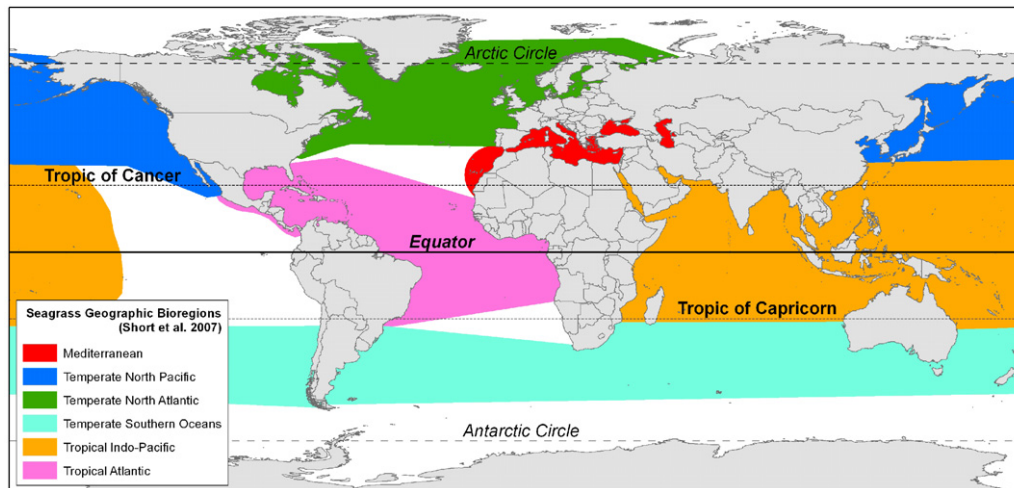 Arctic Circle
Tropic of Cancer
Equator
Tropic of Capricorn
Antarctic Circle
Seagrass Geographic Bioregions
(Short et al. 2007)
Mediterranean
Temperate North Pacific
Temperate North Atlantic
Temperate Southern Oceans
Tropical Indo-Pacific
Tropical Atlantic